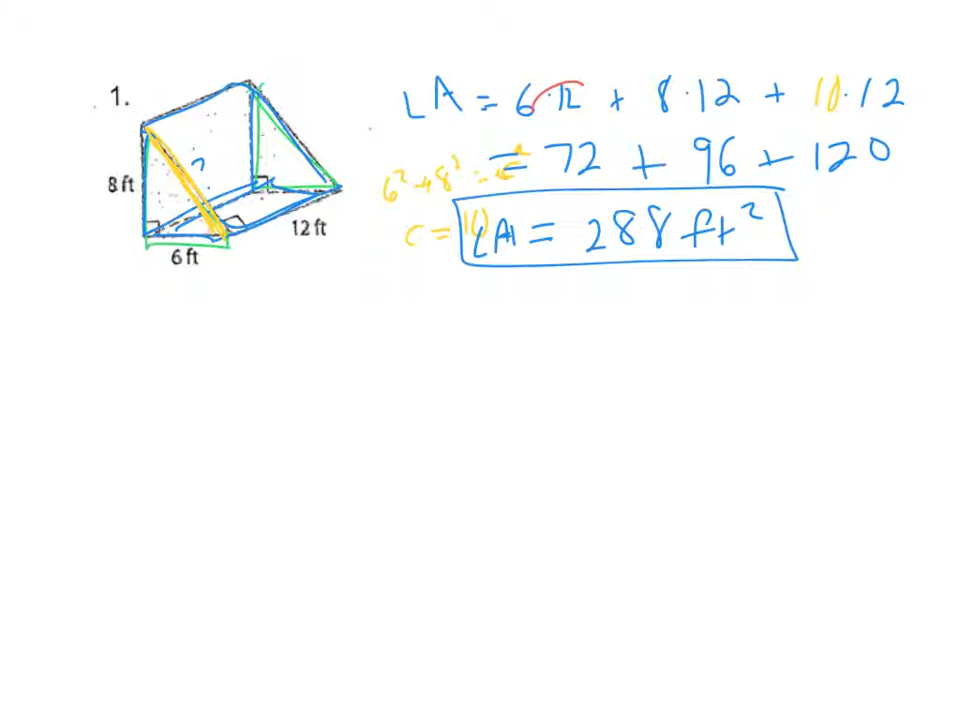 1.
8 ft
6 ft
12 ft
?
LA = 6·12 + 8·12 + 10·12
= 72 + 96 + 120
6² + 8² = c²
c = 10
LA = 288 ft²